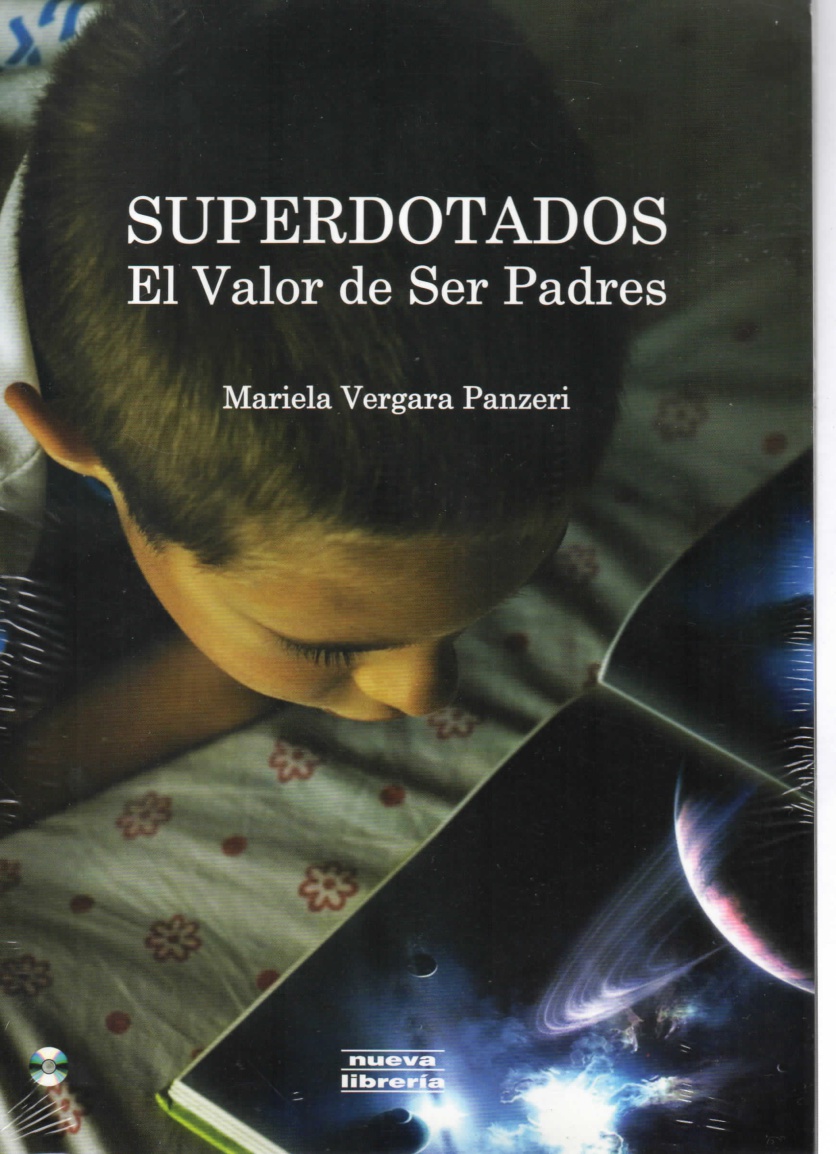 SUPERDOTADOS
El Valor de Ser Padres
Mariela Vergara Panzeri
nueva
librería